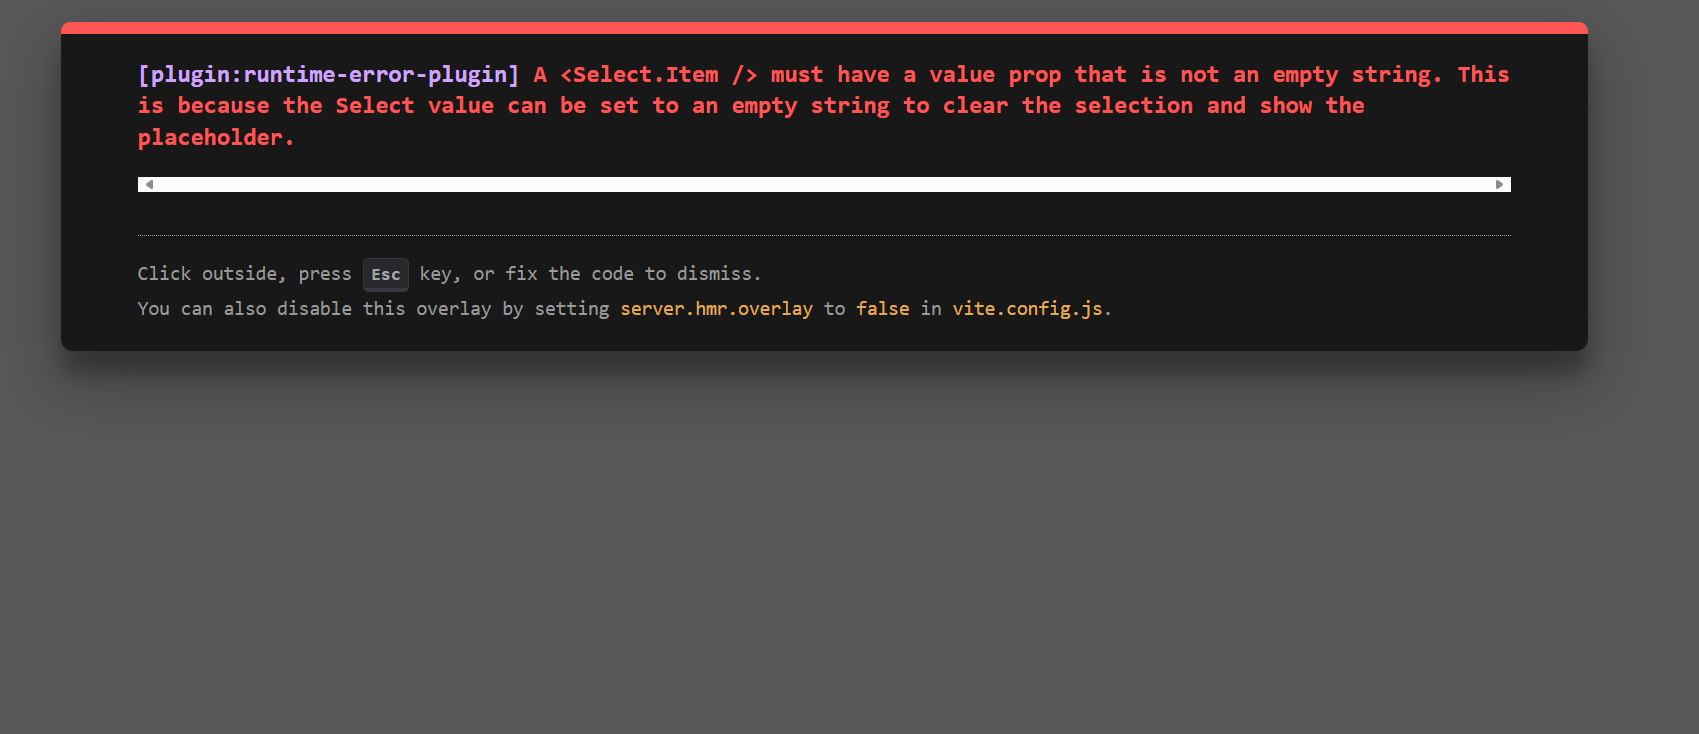 [plugin:runtime-error-plugin] A <Select.Item /> must have a value prop that is not an empty string. This
is because the Select value can be set to an empty string to clear the selection and show the
placeholder.
Click outside, press Esc key, or fix the code to dismiss.
You can also disable this overlay by setting server.hmr.overlay to false in vite.config.js.